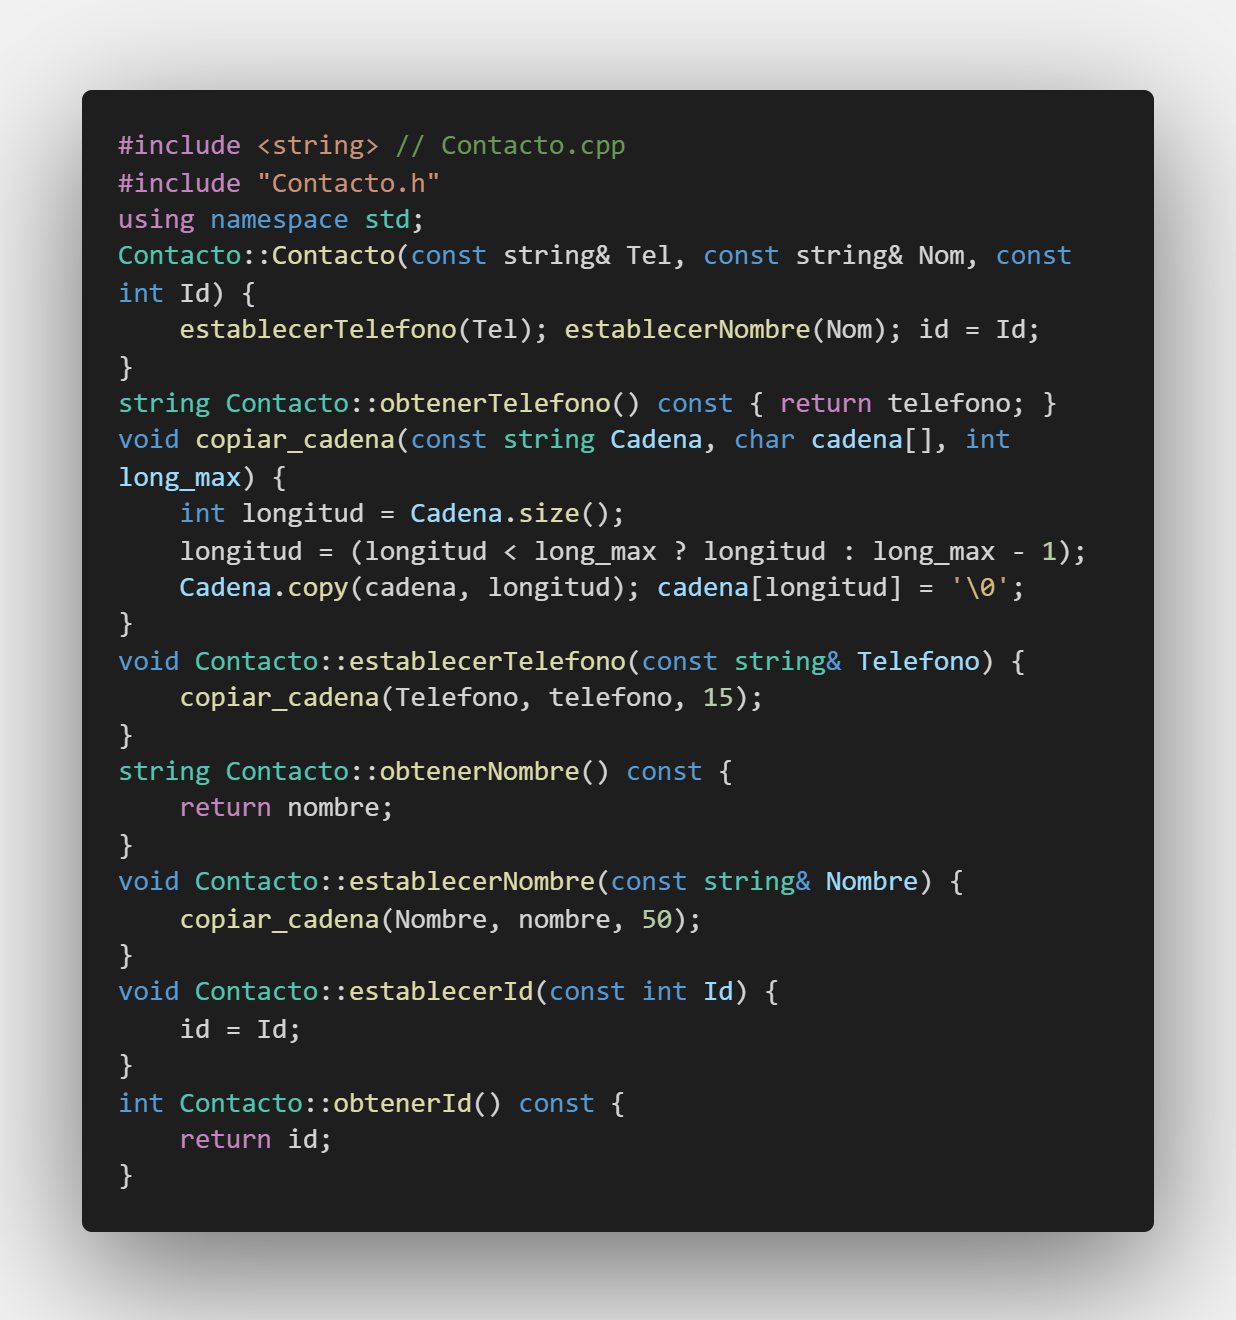 #include <string> // Contacto.cpp
#include "Contacto.h"
using namespace std;
Contacto::Contacto(const string& Tel, const string& Nom, const
int Id) {
    establecerTelefono(Tel); establecerNombre(Nom); id = Id;
}
string Contacto::obtenerTelefono() const { return telefono; }
void copiar_cadena(const string Cadena, char cadena[], int
long_max) {
    int longitud = Cadena.size();
    longitud = (longitud < long_max ? longitud : long_max - 1);
    Cadena.copy(cadena, longitud); cadena[longitud] = '\0';
}
void Contacto::establecerTelefono(const string& Telefono) {
    copiar_cadena(Telefono, telefono, 15);
}
string Contacto::obtenerNombre() const {
    return nombre;
}
void Contacto::establecerNombre(const string& Nombre) {
    copiar_cadena(Nombre, nombre, 50);
}
void Contacto::establecerId(const int Id) {
    id = Id;
}
int Contacto::obtenerId() const {
    return id;
}